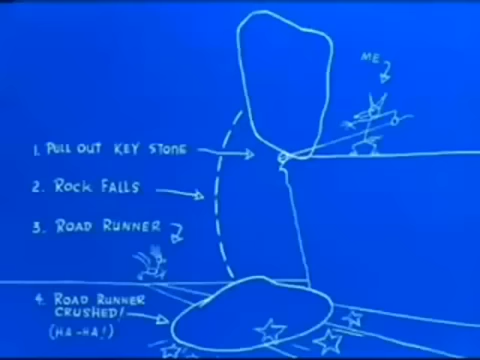 ME
1. PULL OUT KEY STONE
2. ROCK FALLS
3. ROAD RUNNER
4. ROAD RUNNER
CRUSHED!
(HA-HA!)